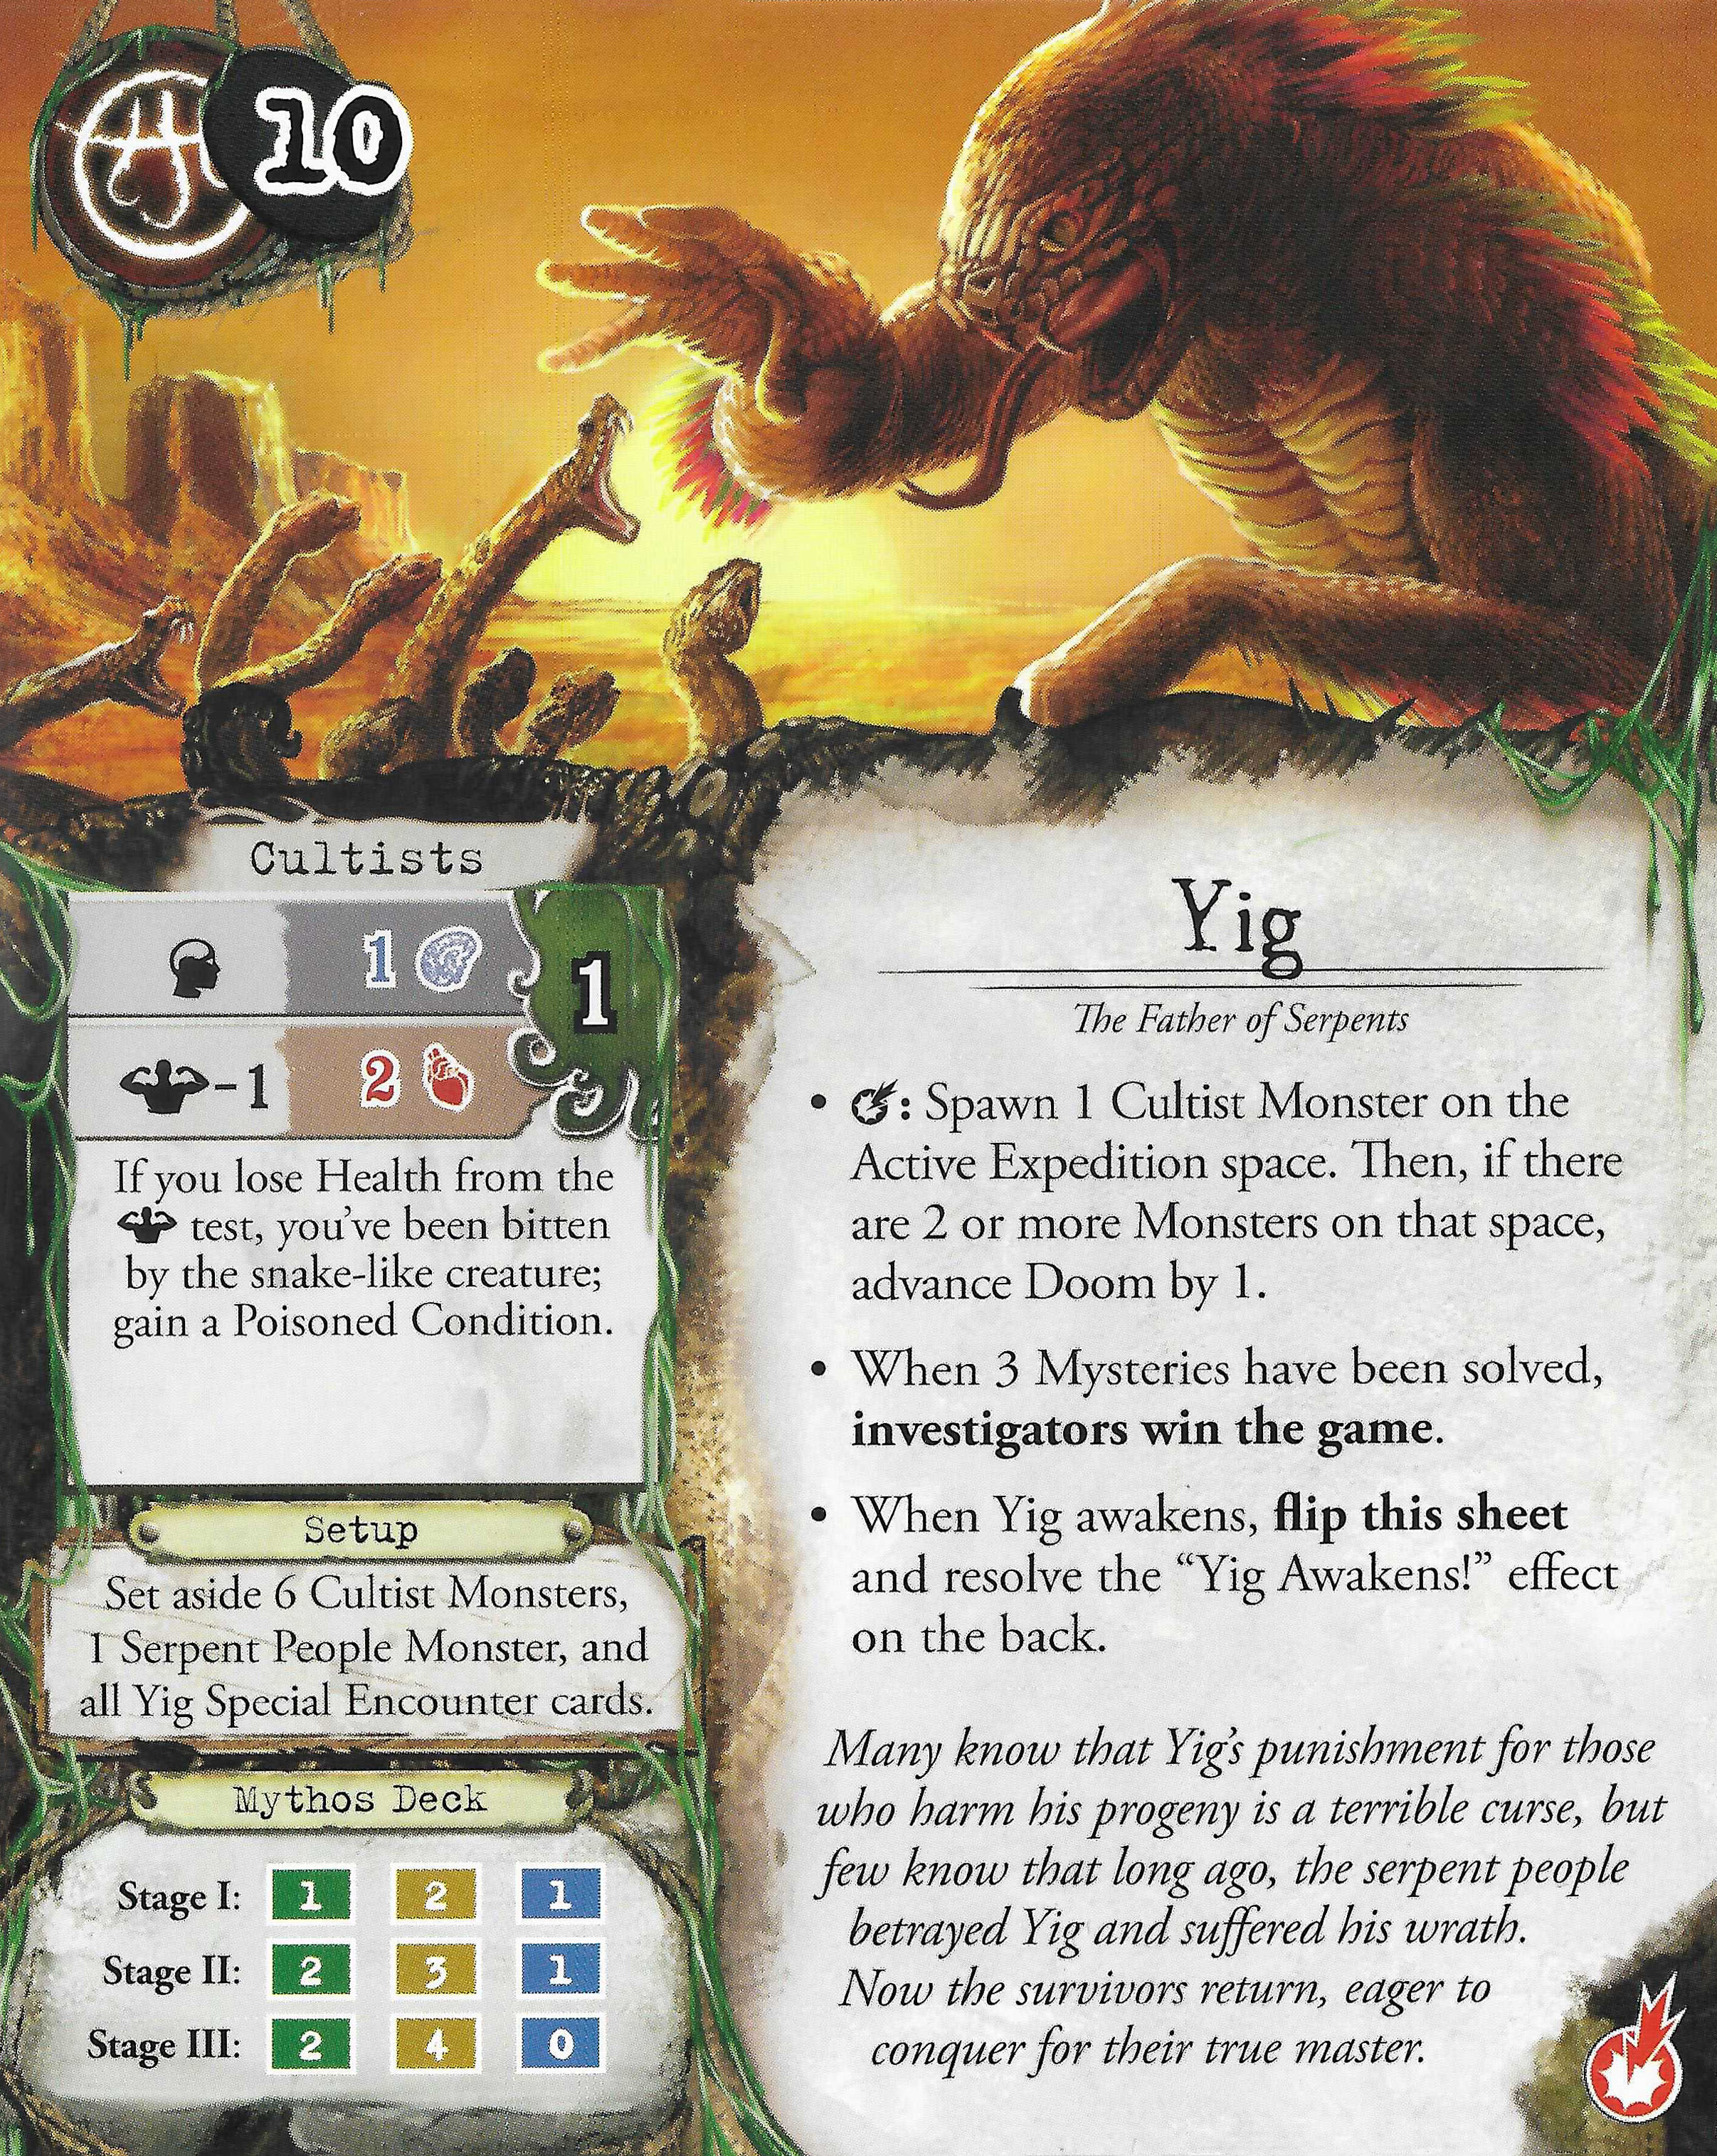 10
Cultists
1
1
-1
2
If you lose Health from the
test, you've been bitten
by the snake-like creature;
gain a Poisoned Condition.
Setup
Set aside 6 Cultist Monsters,
1 Serpent People Monster, and
all Yig Special Encounter cards.
Mythos Deck
Stage I: 1 2 1
Stage II: 2 3 1
Stage III: 2 4 0
Yig
The Father of Serpents
• : Spawn 1 Cultist Monster on the
Active Expedition space. Then, if there
are 2 or more Monsters on that space,
advance Doom by 1.
• When 3 Mysteries have been solved,
investigators win the game.
• When Yig awakens, flip this sheet
and resolve the “Yig Awakens!” effect
on the back.
Many know that Yig's punishment for those
who harm his progeny is a terrible curse, but
few know that long ago, the serpent people
betrayed Yig and suffered his wrath.
Now the survivors return, eager to
conquer for their true master.